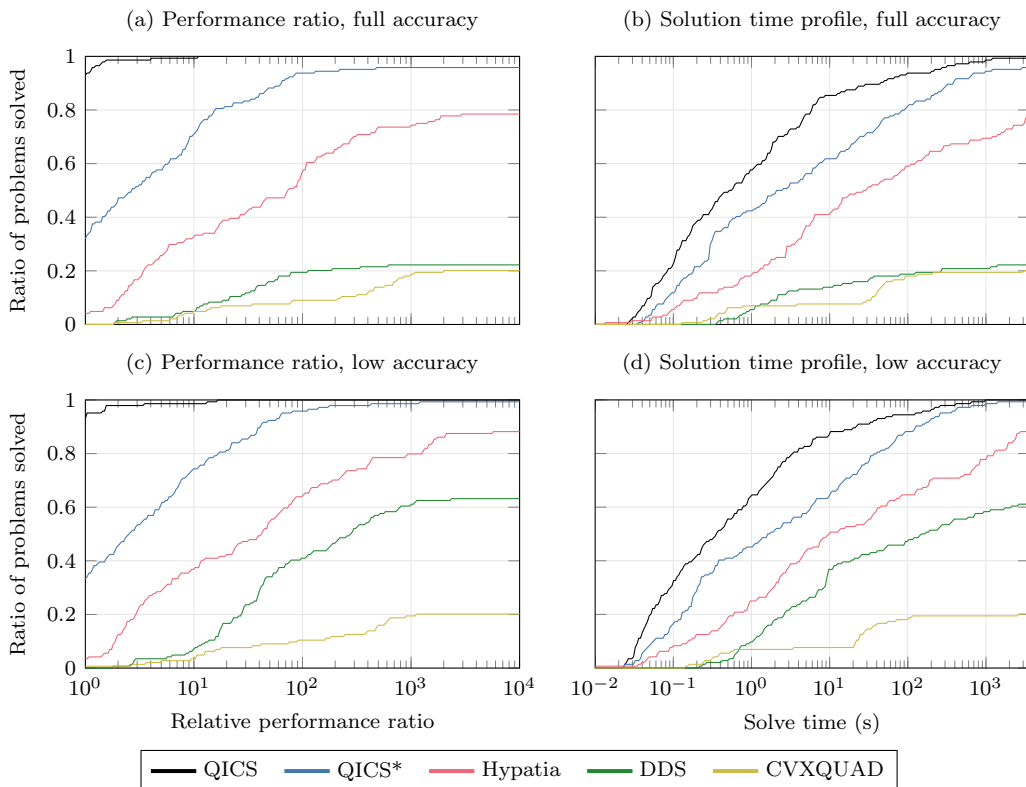 (a) Performance ratio, full accuracy
(b) Solution time profile, full accuracy
Ratio of problems solved
1
0.8
0.6
0.4
0.2
0
(c) Performance ratio, low accuracy
(d) Solution time profile, low accuracy
Ratio of problems solved
1
0.8
0.6
0.4
0.2
0
10^0 10^1 10^2 10^3 10^4
10^−2 10^−1 10^0 10^1 10^2 10^3
Relative performance ratio
Solve time (s)
QICS QICS* Hypatia DDS CVXQUAD